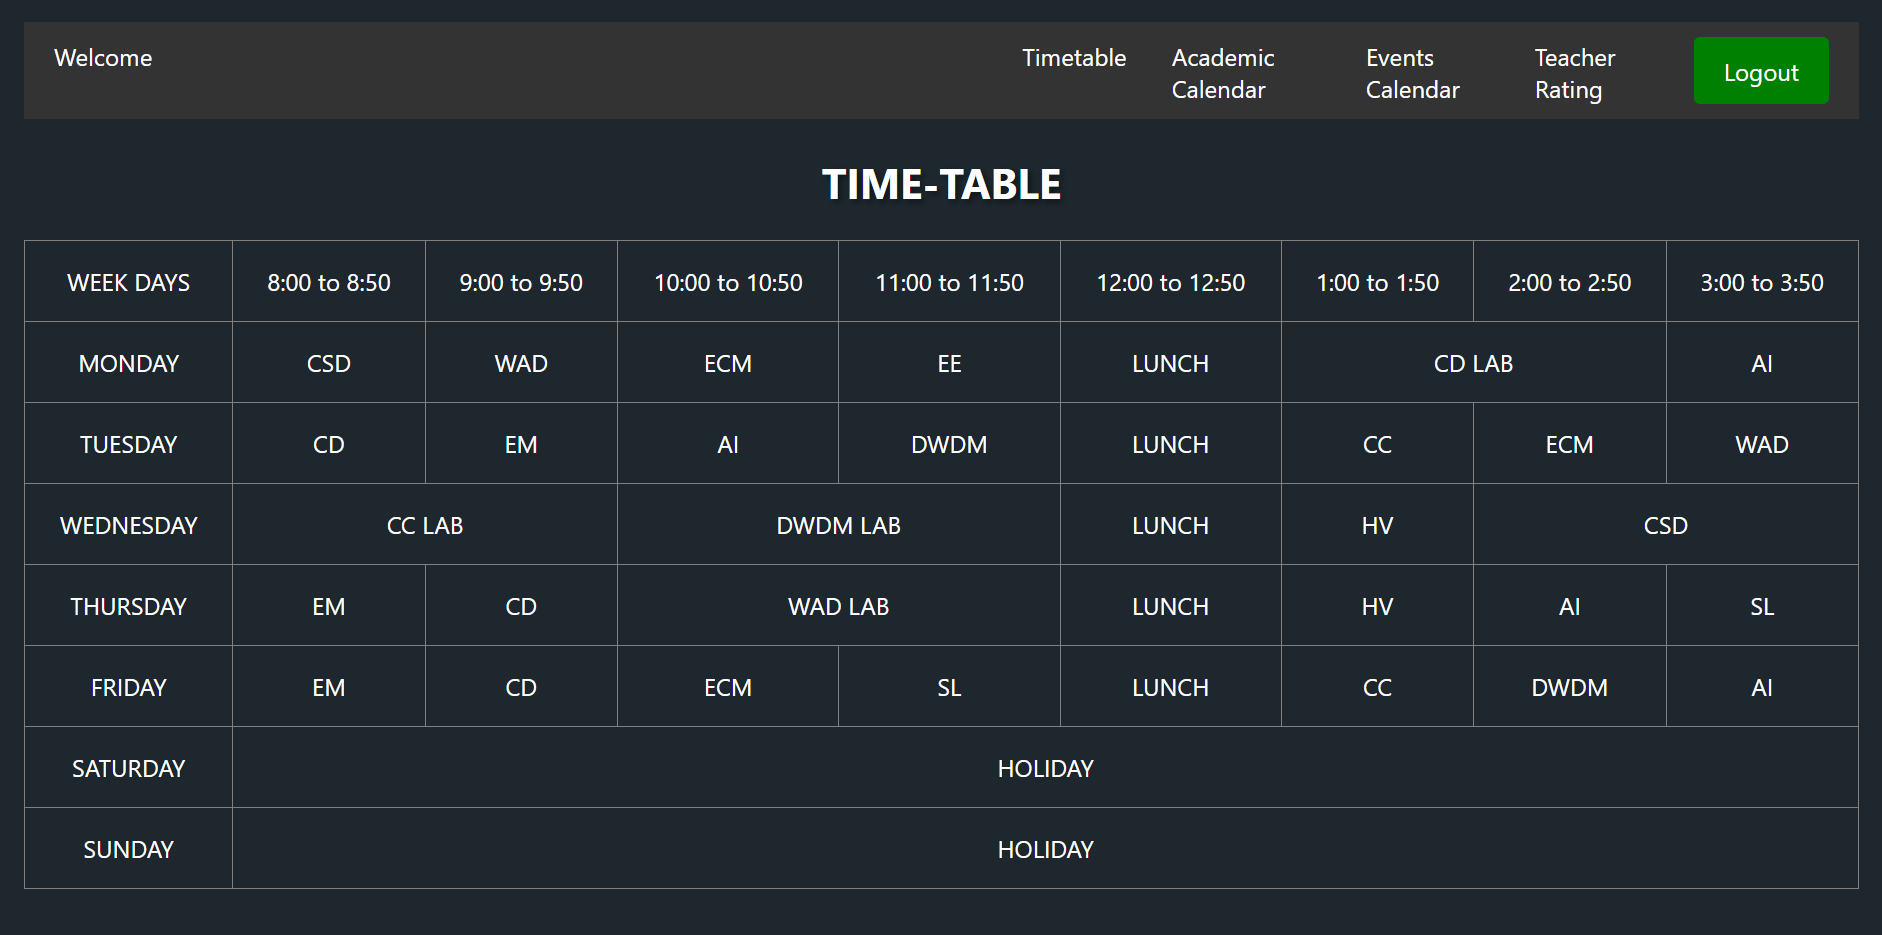 Welcome Timetable Academic Calendar Events Calendar Teacher Rating Logout
TIME-TABLE
WEEK DAYS 8:00 to 8:50 9:00 to 9:50 10:00 to 10:50 11:00 to 11:50 12:00 to 12:50 1:00 to 1:50 2:00 to 2:50 3:00 to 3:50
MONDAY CSD WAD ECM EE LUNCH CD LAB AI
TUESDAY CD EM AI DWDM LUNCH CC ECM WAD
WEDNESDAY CC LAB DWDM LAB LUNCH HV CSD
THURSDAY EM CD WAD LAB LUNCH HV AI SL
FRIDAY EM CD ECM SL LUNCH CC DWDM AI
SATURDAY HOLIDAY
SUNDAY HOLIDAY